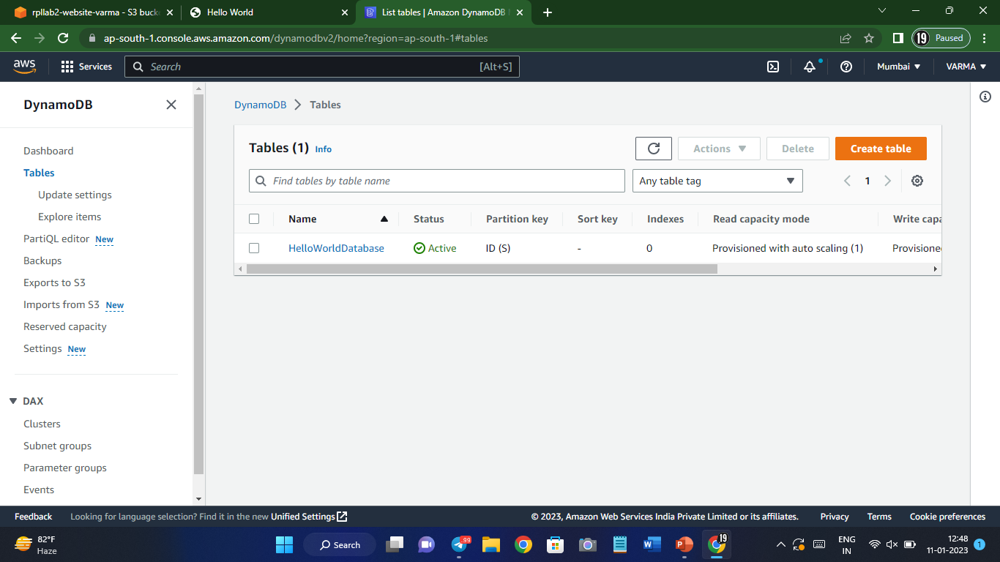 rpllab2-website-varma - S3 buck
Hello World
List tables | Amazon DynamoDB
ap-south-1.console.aws.amazon.com/dynamodbv2/home?region=ap-south-1#tables
19 Paused
aws
Services
Search [Alt+S]
Mumbai
VARMA
DynamoDB
Dashboard
Tables
Update settings
Explore items
PartiQL editor New
Backups
Exports to S3
Imports from S3 New
Reserved capacity
Settings New
DAX
Clusters
Subnet groups
Parameter groups
Events
DynamoDB Tables
Tables (1) Info
Actions
Delete
Create table
Find tables by table name
Any table tag
1
Name Status Partition key Sort key Indexes Read capacity mode Write capa
HelloWorldDatabase Active ID (S) - 0 Provisioned with auto scaling (1) Provisione
Feedback Looking for language selection? Find it in the new Unified Settings
© 2023, Amazon Web Services India Private Limited or its affiliates. Privacy Terms Cookie preferences
82°F
Haze
Search
99
W
P
19
ENG
IN
12:48
11-01-2023
1